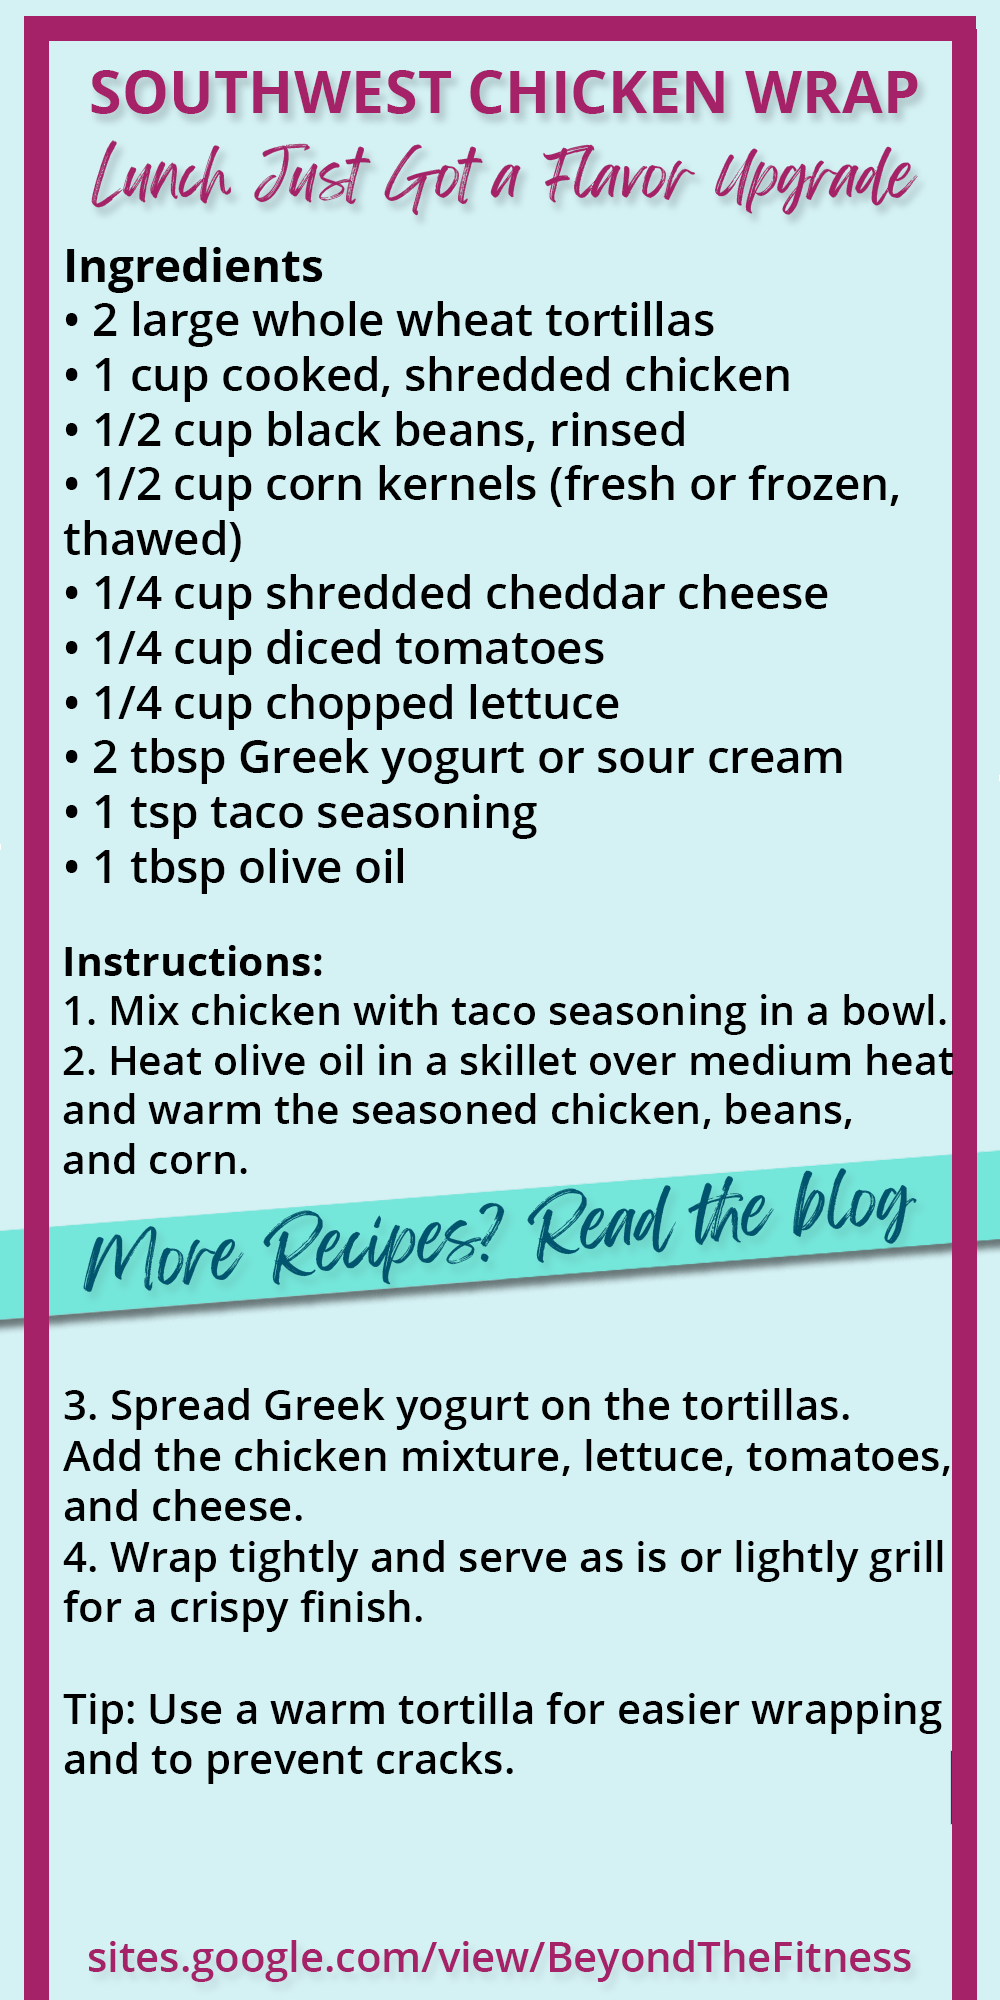 SOUTHWEST CHICKEN WRAP
Lunch Just Got a Flavor Upgrade
Ingredients
• 2 large whole wheat tortillas
• 1 cup cooked, shredded chicken
• 1/2 cup black beans, rinsed
• 1/2 cup corn kernels (fresh or frozen,
thawed)
• 1/4 cup shredded cheddar cheese
• 1/4 cup diced tomatoes
• 1/4 cup chopped lettuce
• 2 tbsp Greek yogurt or sour cream
• 1 tsp taco seasoning
• 1 tbsp olive oil
Instructions:
1. Mix chicken with taco seasoning in a bowl.
2. Heat olive oil in a skillet over medium heat
and warm the seasoned chicken, beans,
and corn.
More Recipes? Read the blog
3. Spread Greek yogurt on the tortillas.
Add the chicken mixture, lettuce, tomatoes,
and cheese.
4. Wrap tightly and serve as is or lightly grill
for a crispy finish.
Tip: Use a warm tortilla for easier wrapping
and to prevent cracks.
sites.google.com/view/BeyondTheFitness